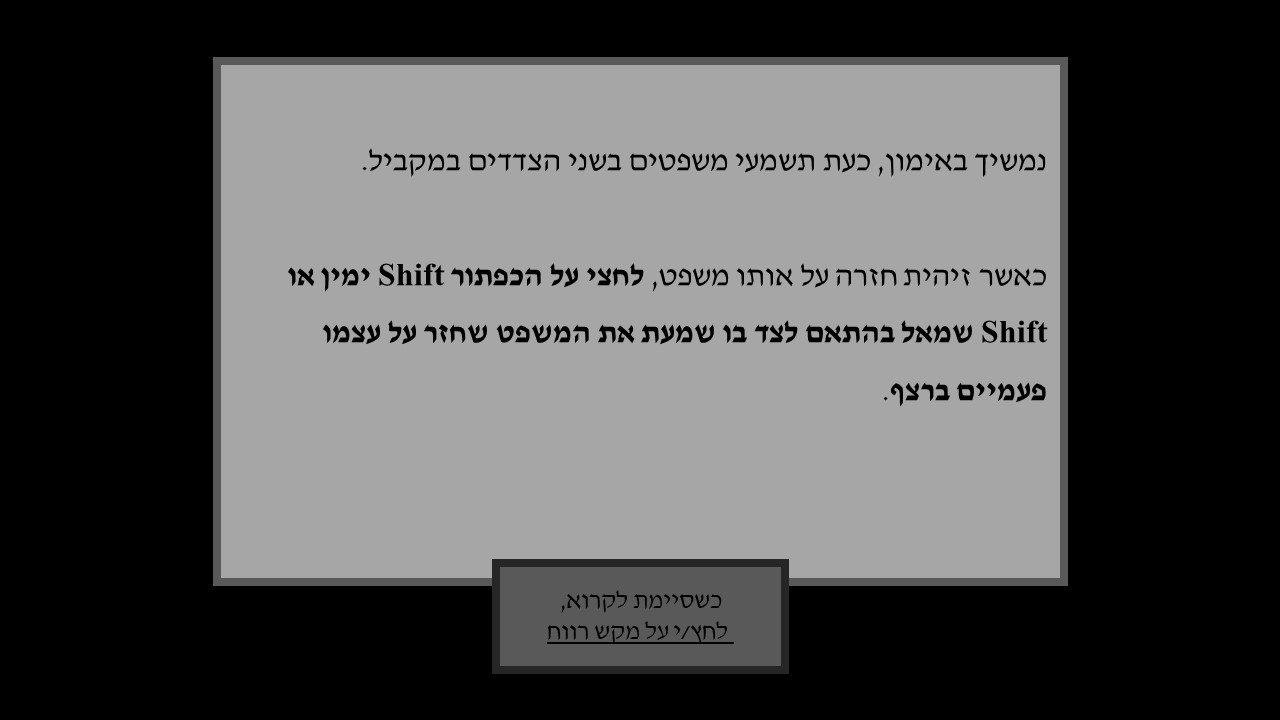 נמשיך באימון, כעת תשמעי משפטים בשני הצדדים במקביל.
כאשר זיהית חזרה על אותו משפט, לחצי על הכפתור Shift ימין או
Shift שמאל בהתאם לצד בו שמעת את המשפט שחזר על עצמו
פעמיים ברצף.
כשסיימת לקרוא,
לחץ/י על מקש רווח